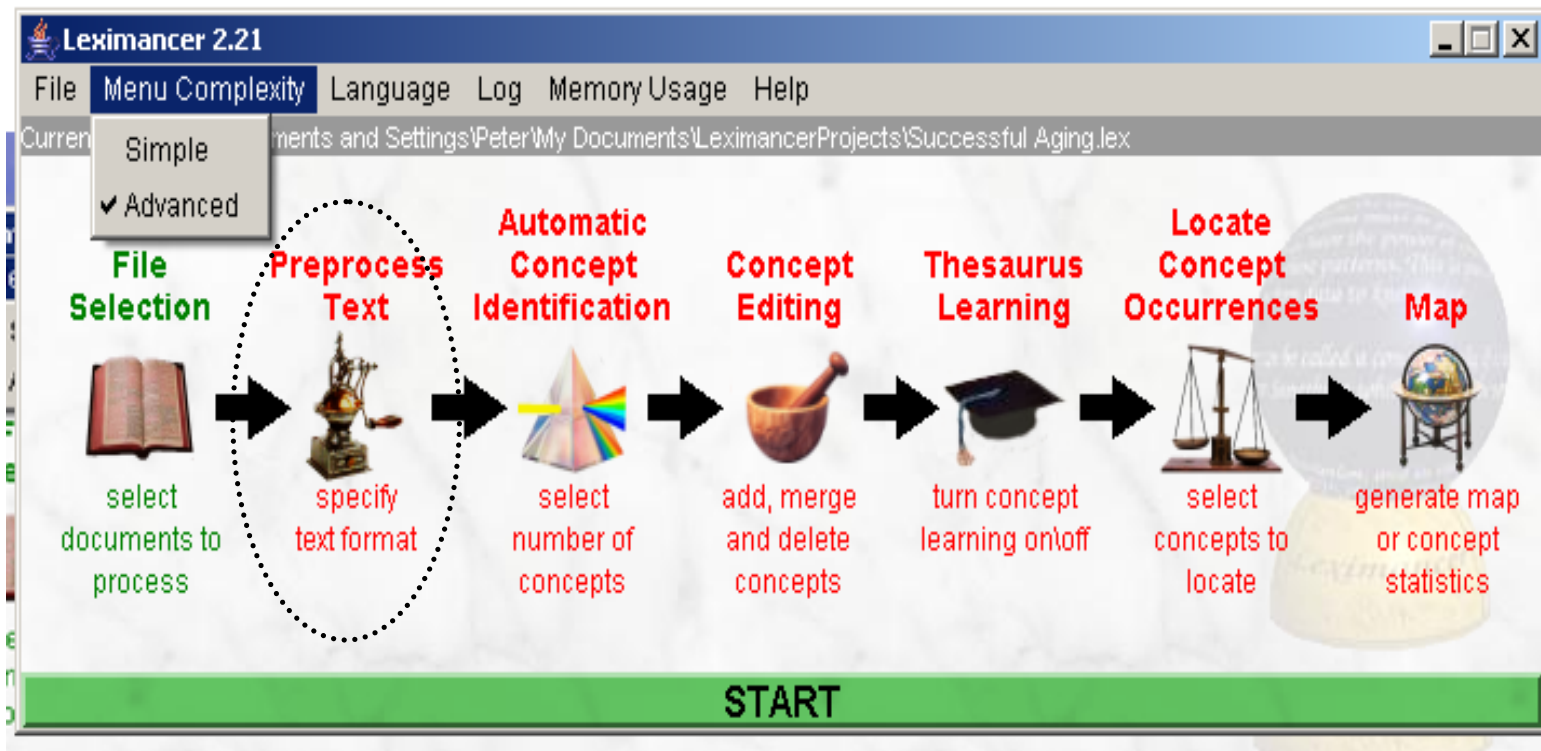 Leximancer 2.21
File Menu Complexity Language Log Memory Usage Help
Curren ments and Settings\Peter\My Documents\LeximancerProjects\Successful Aging.lex
Simple
✔ Advanced
File
Selection
Preprocess
Text
Automatic
Concept
Identification
Concept
Editing
Thesaurus
Learning
Locate
Concept
Occurrences
Map
select
documents to
process
specify
text format
select
number of
concepts
add, merge
and delete
concepts
turn concept
learning on\off
select
concepts to
locate
generate map
or concept
statistics
Leximancer
START